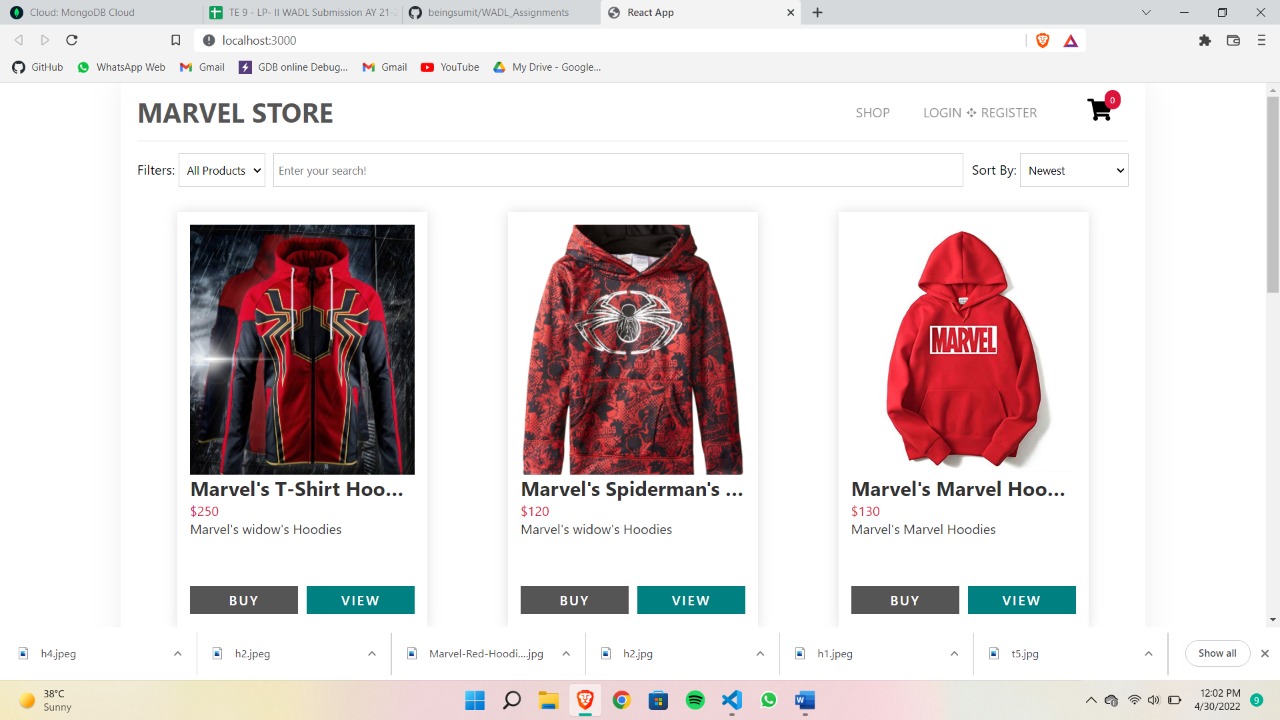 Cloud: MongoDB Cloud
TE 9 - LP- II WADL Submission AY 21-2
beingsumit/WADL_Assignments
React App
localhost:3000
GitHub
WhatsApp Web
Gmail
GDB online Debug...
Gmail
YouTube
My Drive - Google...
MARVEL STORE
SHOP
LOGIN REGISTER
0
Filters:
All Products
Enter your search!
Sort By:
Newest
MARVEL
Marvel's T-Shirt Hoo...
$250
Marvel's widow's Hoodies
BUY
VIEW
Marvel's Spiderman's ...
$120
Marvel's widow's Hoodies
BUY
VIEW
Marvel's Marvel Hoo...
$130
Marvel's Marvel Hoodies
BUY
VIEW
h4.jpeg
h2.jpeg
Marvel-Red-Hoodi....jpg
h2.jpg
h1.jpeg
t5.jpg
Show all
38°C
Sunny
12:02 PM
4/30/2022
9